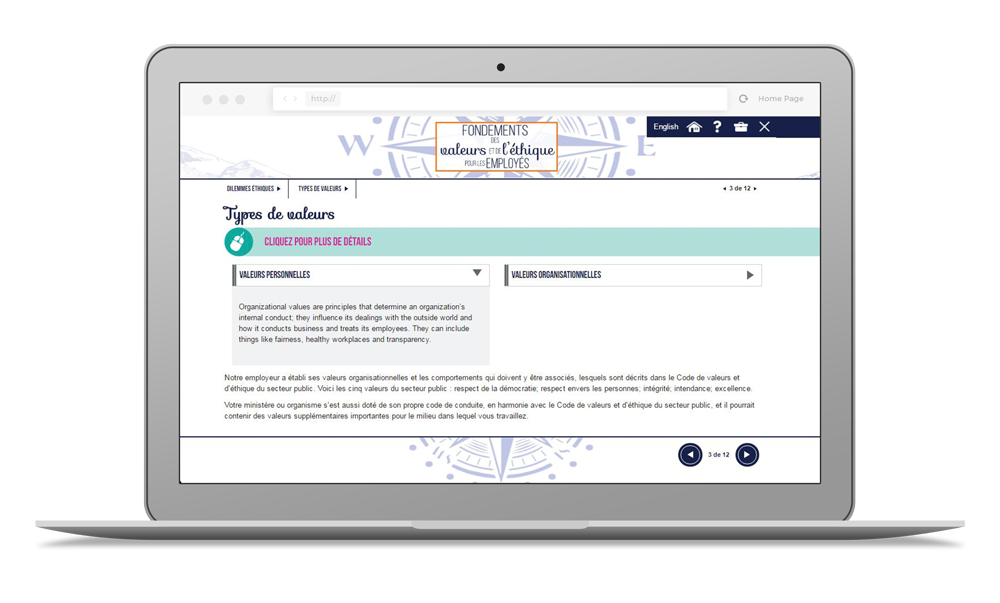 http://
Home Page
English
W
E
FONDEMENTS
DES
valeurs ET DE l'éthique
POUR LES EMPLOYÉS
DILEMMES ÉTHIQUES
TYPES DE VALEURS
3 de 12
Types de valeurs
CLIQUEZ POUR PLUS DE DÉTAILS
VALEURS PERSONNELLES
VALEURS ORGANISATIONNELLES
Organizational values are principles that determine an organization's
internal conduct; they influence its dealings with the outside world and
how it conducts business and treats its employees. They can include
things like fairness, healthy workplaces and transparency.
Notre employeur a établi ses valeurs organisationnelles et les comportements qui doivent y être associés, lesquels sont décrits dans le Code de valeurs et
d'éthique du secteur public. Voici les cinq valeurs du secteur public : respect de la démocratie; respect envers les personnes; intégrité; intendance; excellence.
Votre ministère ou organisme s'est aussi doté de son propre code de conduite, en harmonie avec le Code de valeurs et d'éthique du secteur public, et il pourrait
contenir des valeurs supplémentaires importantes pour le milieu dans lequel vous travaillez.
3 de 12